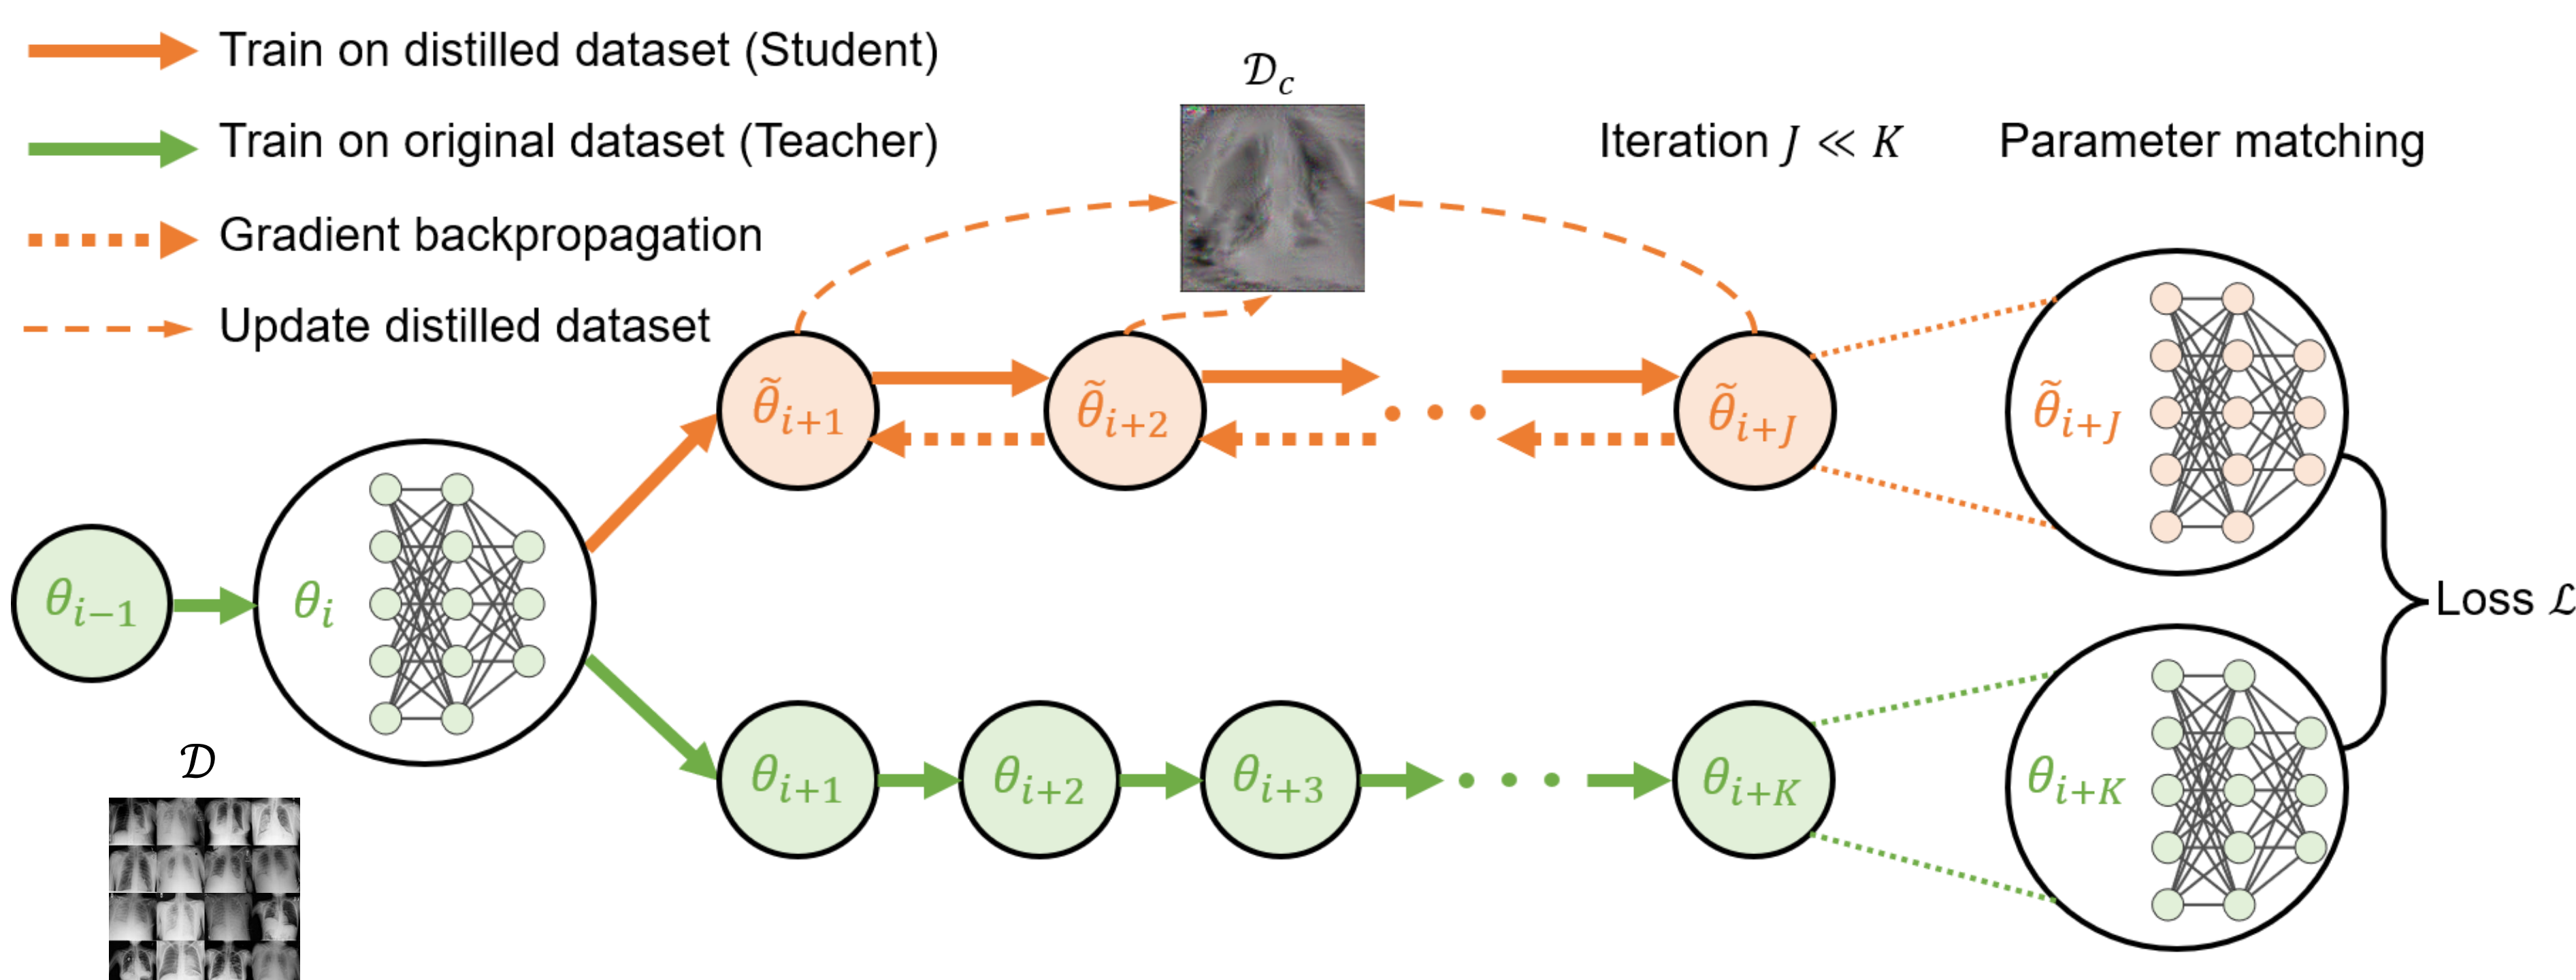 Train on distilled dataset (Student)
Train on original dataset (Teacher)
Gradient backpropagation
Update distilled dataset
𝒟c
Iteration J ≪ K
Parameter matching
θ̃i+1
θ̃i+2
θ̃i+J
θ̃i+J
θi−1
θi
Loss ℒ
𝒟
θi+1
θi+2
θi+3
θi+K
θi+K